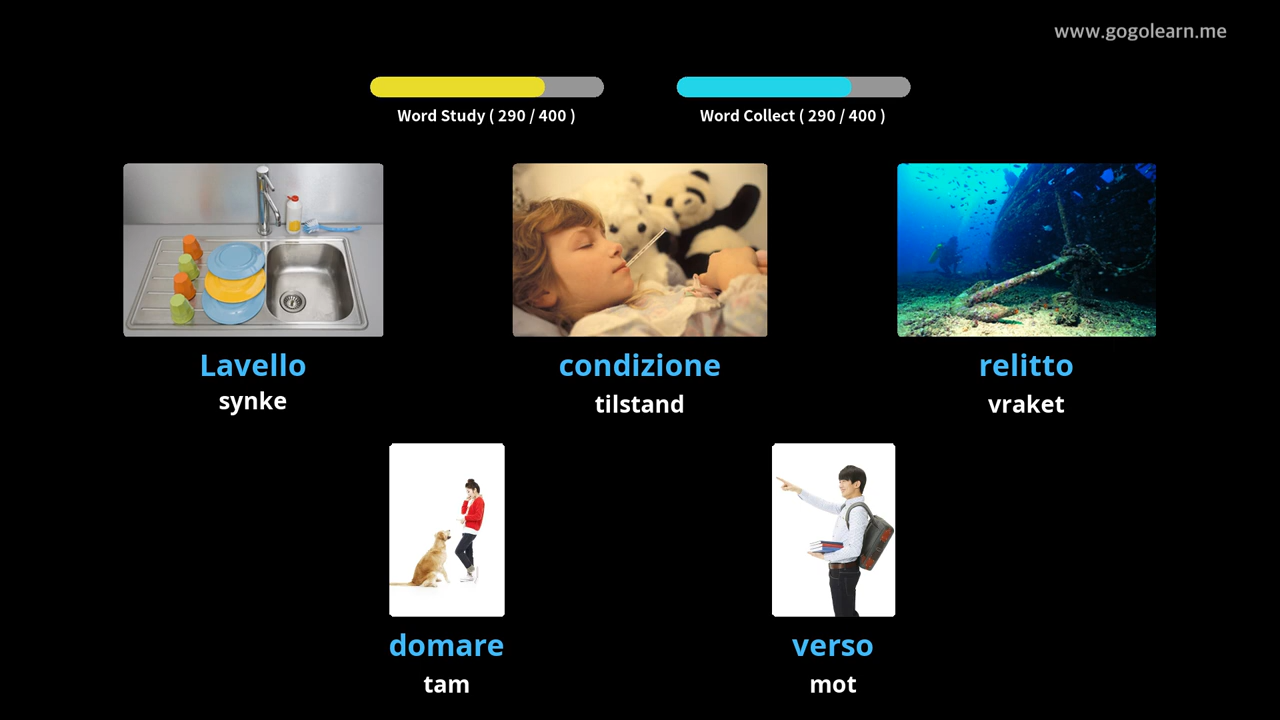 www.gogolearn.me
Word Study ( 290 / 400 )
Word Collect ( 290 / 400 )
Lavello
synke
condizione
tilstand
relitto
vraket
domare
tam
verso
mot